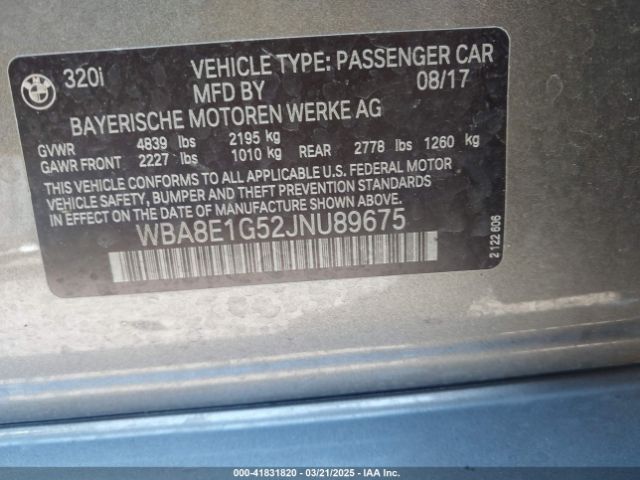 BMW
320i
VEHICLE TYPE: PASSENGER CAR
MFD BY 08/17
BAYERISCHE MOTOREN WERKE AG
GVWR 4839 lbs 2195 kg
GAWR FRONT 2227 lbs 1010 kg REAR 2778 lbs 1260 kg
THIS VEHICLE CONFORMS TO ALL APPLICABLE U.S. FEDERAL MOTOR
VEHICLE SAFETY, BUMPER AND THEFT PREVENTION STANDARDS
IN EFFECT ON THE DATE OF MANUFACTURE SHOWN ABOVE.
WBA8E1G52JNU89675
2 122 606
000-41831820 | 03/21/2025 | IAA Inc.